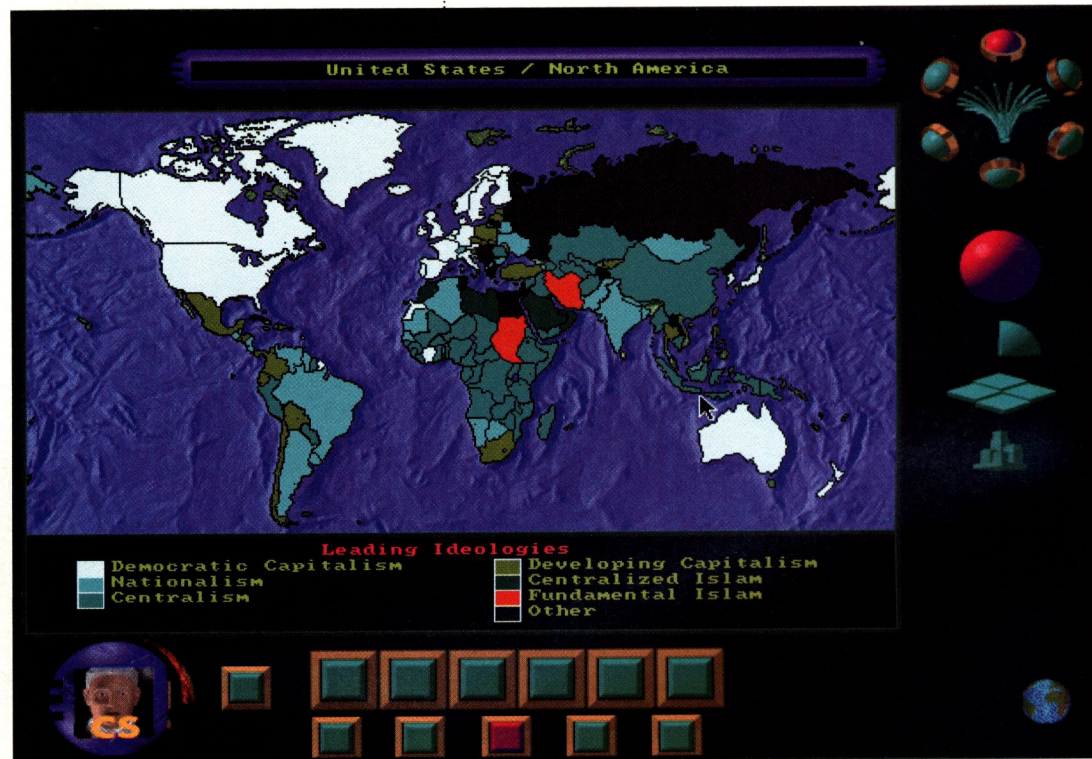 United States / North America
Leading Ideologies
Democratic Capitalism
Nationalism
Centralism
Developing Capitalism
Centralized Islam
Fundamental Islam
Other
CS